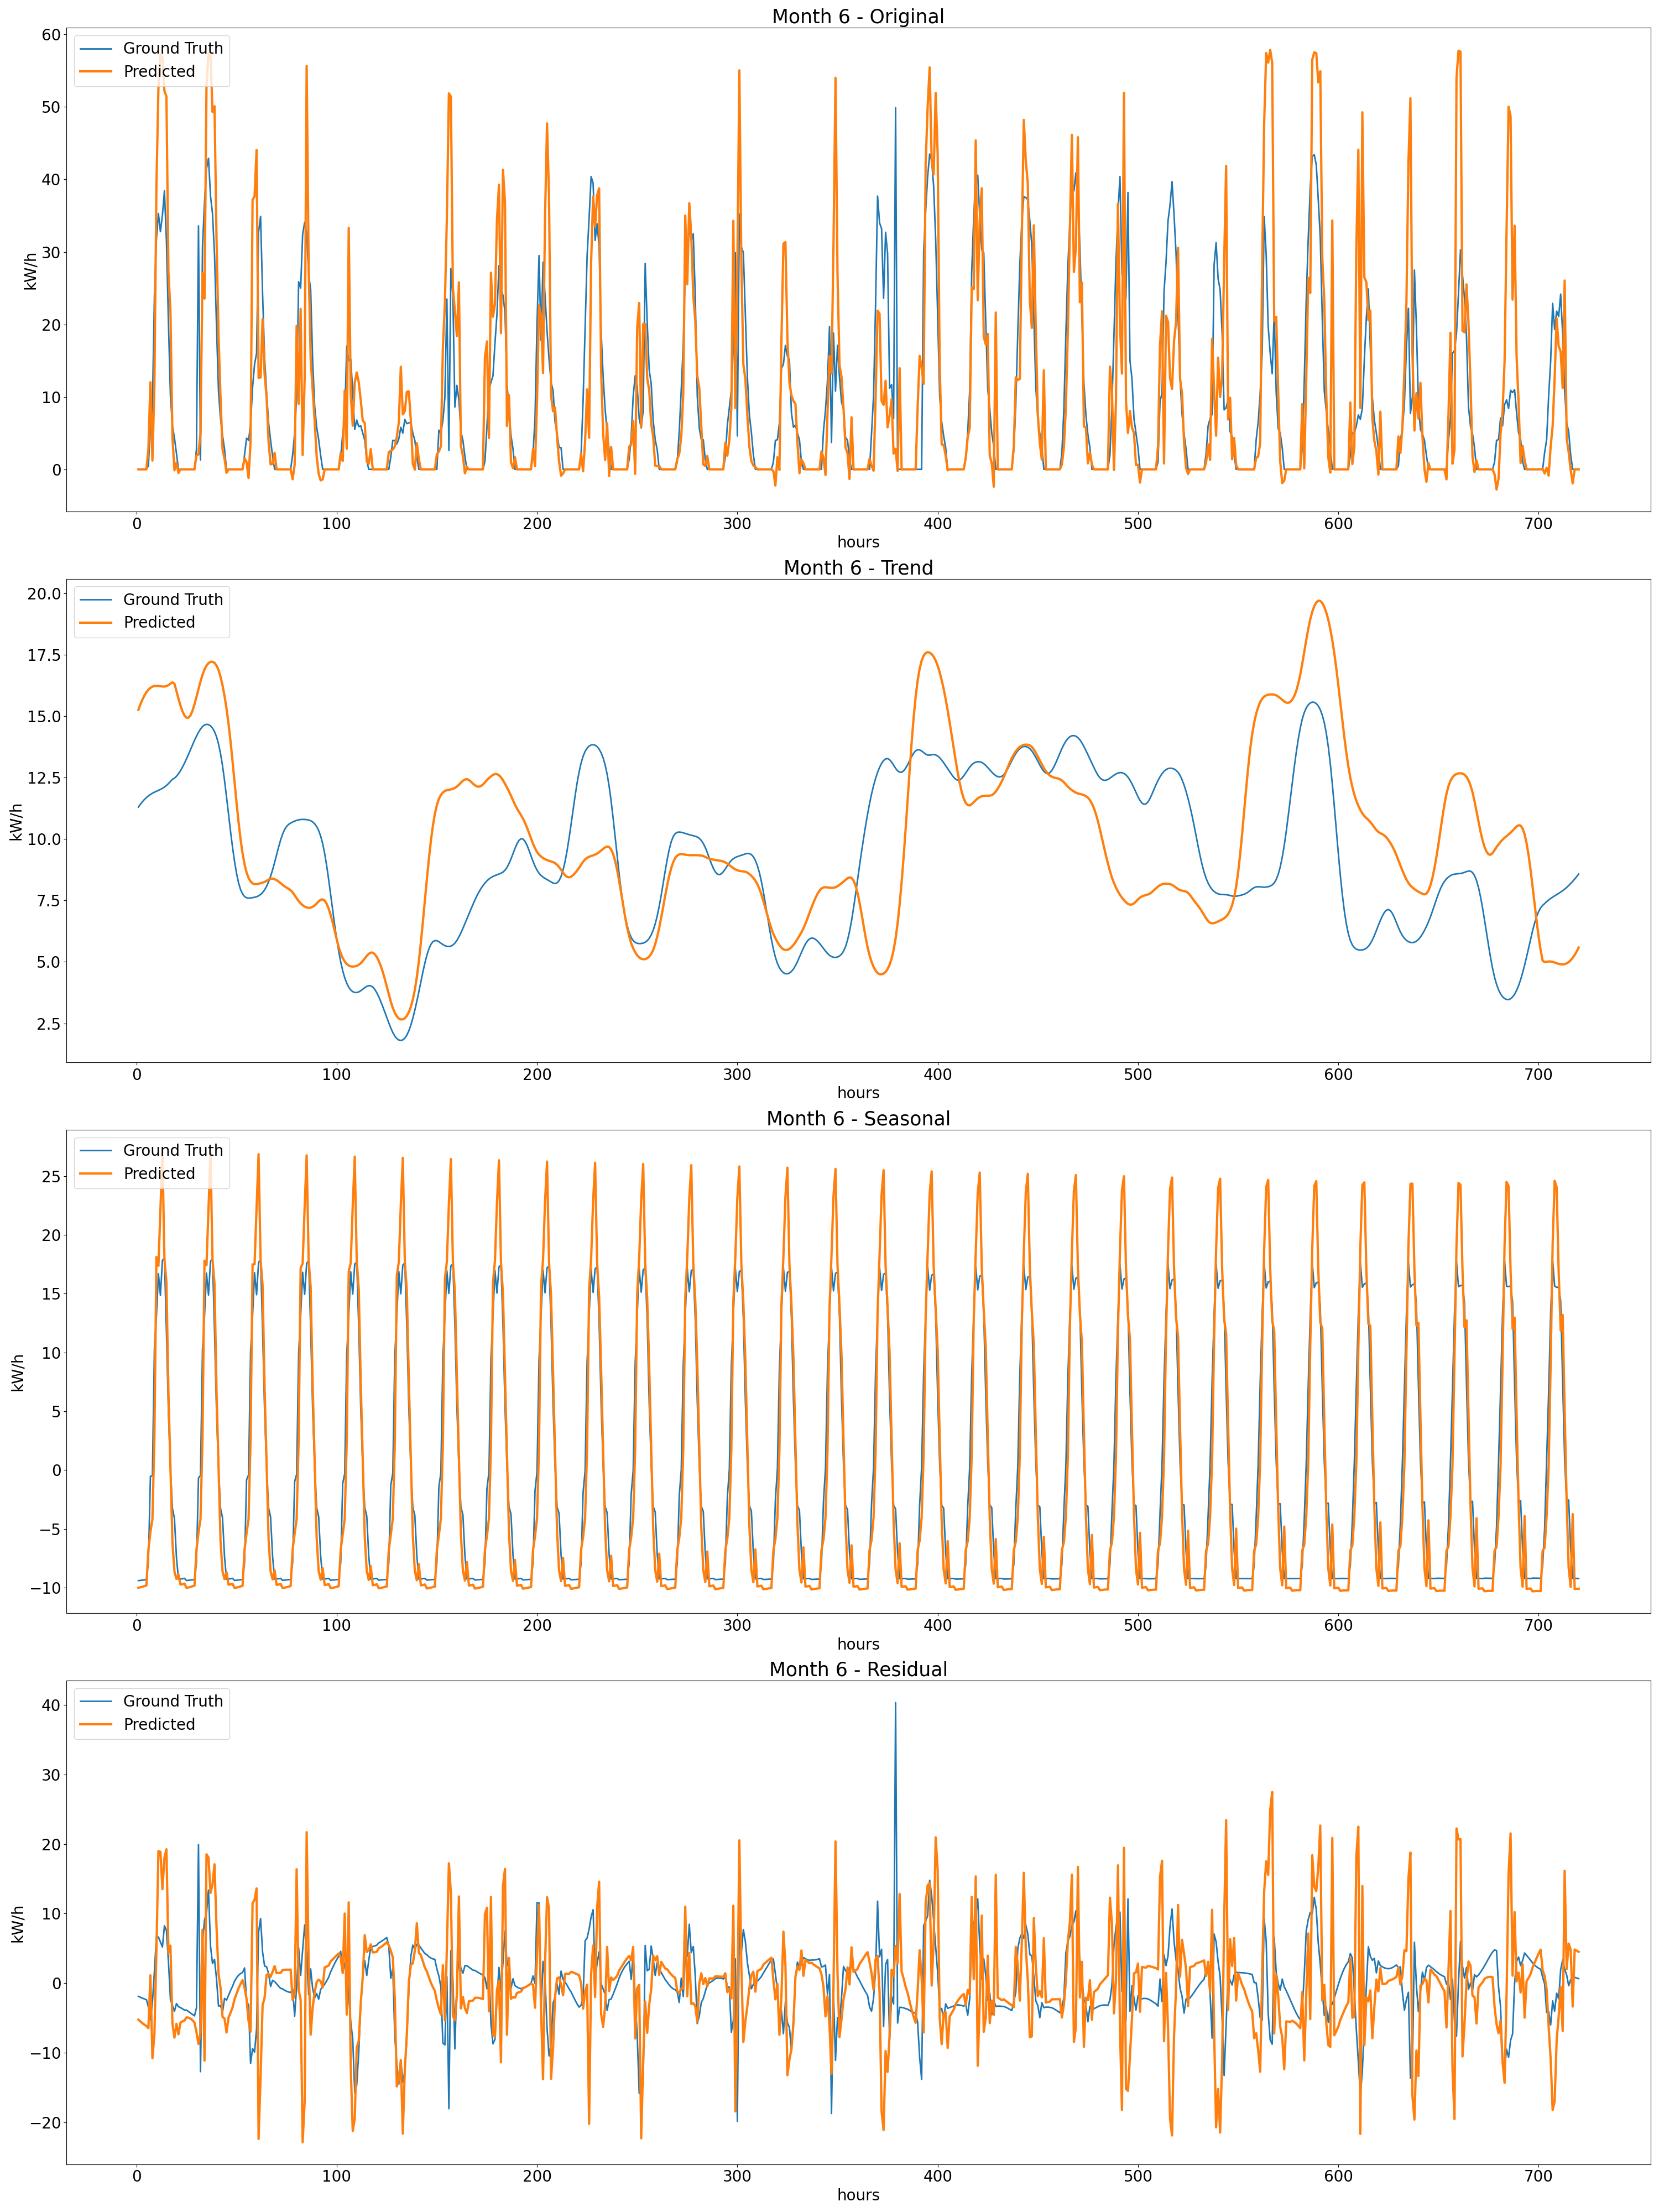 Month 6 - Original
60
50
40
30
20
10
0
kW/h
Ground Truth
Predicted
0 100 200 300 400 500 600 700
hours
Month 6 - Trend
20.0
17.5
15.0
12.5
10.0
7.5
5.0
2.5
kW/h
Ground Truth
Predicted
0 100 200 300 400 500 600 700
hours
Month 6 - Seasonal
25
20
15
10
5
0
−5
−10
kW/h
Ground Truth
Predicted
0 100 200 300 400 500 600 700
hours
Month 6 - Residual
40
30
20
10
0
−10
−20
kW/h
Ground Truth
Predicted
0 100 200 300 400 500 600 700
hours